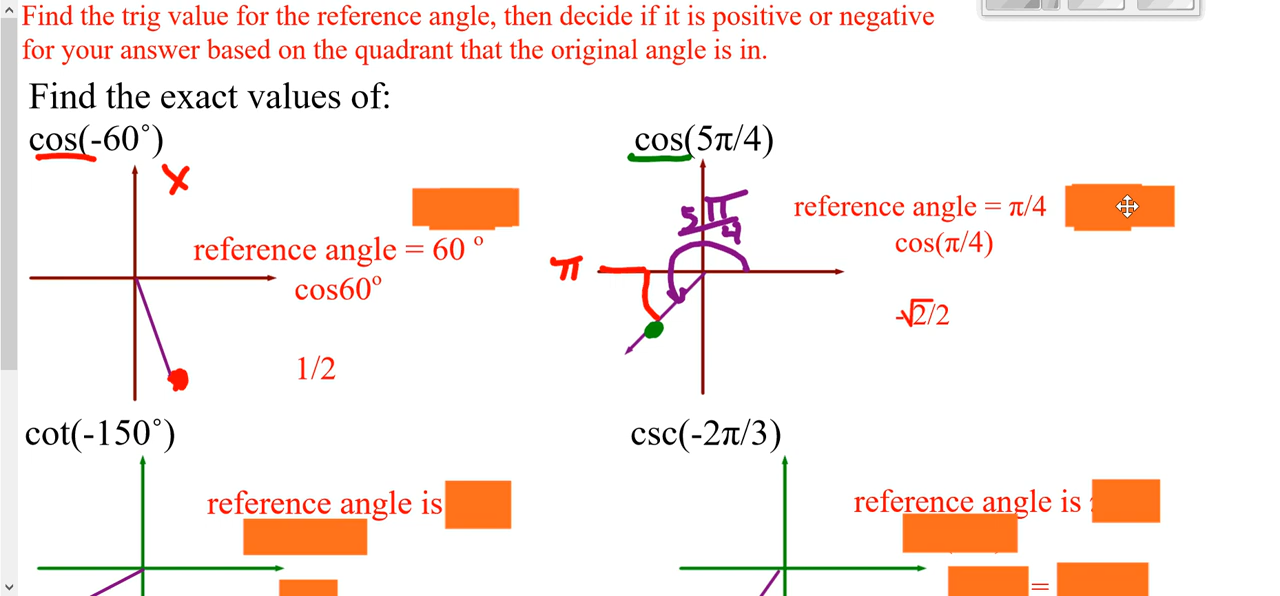 Find the trig value for the reference angle, then decide if it is positive or negative
for your answer based on the quadrant that the original angle is in.
Find the exact values of:
cos(-60˚)
X
reference angle = 60 º
cos60º
1/2
cos(5π/4)
5π/4
π
reference angle = π/4
cos(π/4)
-√2/2
cot(-150˚)
reference angle is
csc(-2π/3)
reference angle is
=